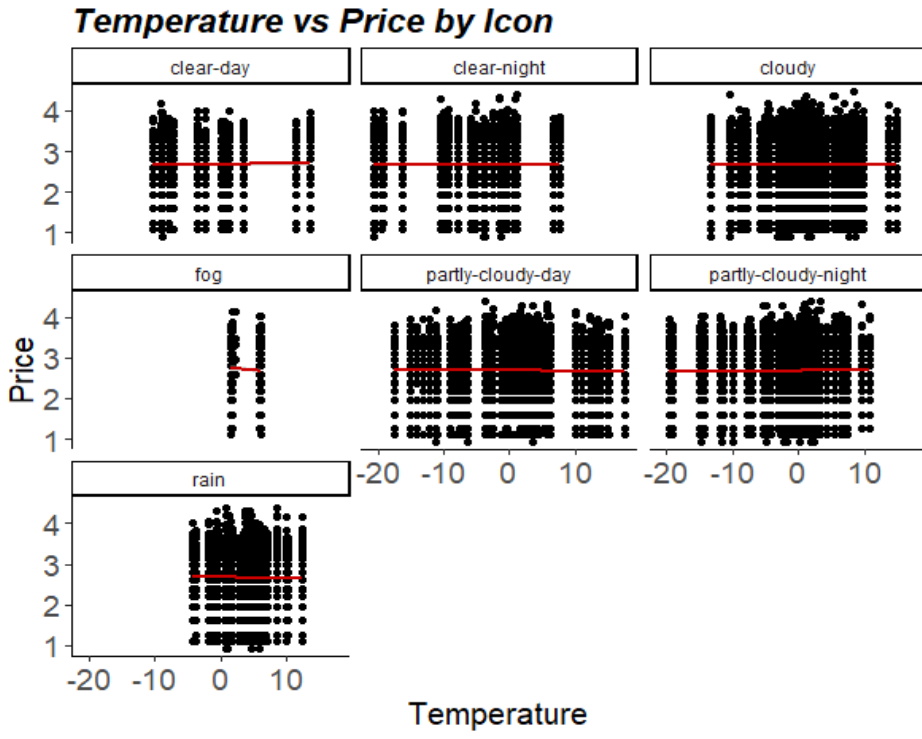 Temperature vs Price by Icon
clear-day
clear-night
cloudy
4
3
2
1
fog
partly-cloudy-day
partly-cloudy-night
Price
4
3
2
1
-20 -10 0 10
-20 -10 0 10
rain
4
3
2
1
-20 -10 0 10
Temperature